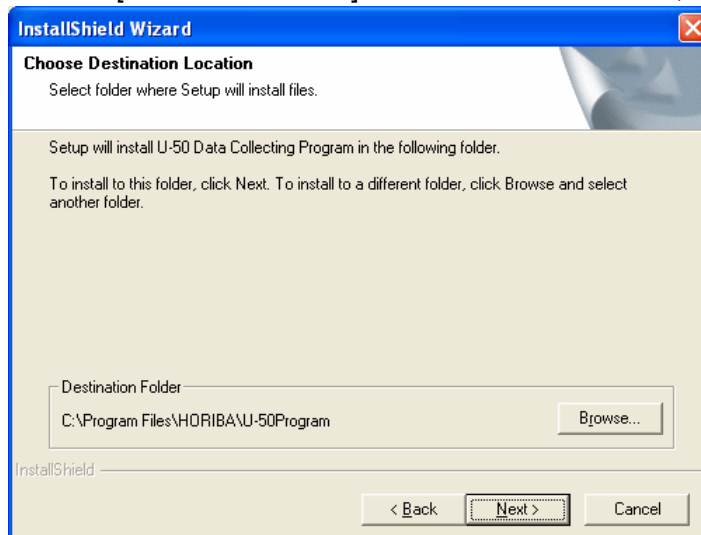 InstallShield Wizard
Choose Destination Location
Select folder where Setup will install files.
Setup will install U-50 Data Collecting Program in the following folder.
To install to this folder, click Next. To install to a different folder, click Browse and select
another folder.
Destination Folder
C:\Program Files\HORIBA\U-50Program
Browse...
InstallShield
< Back
Next >
Cancel